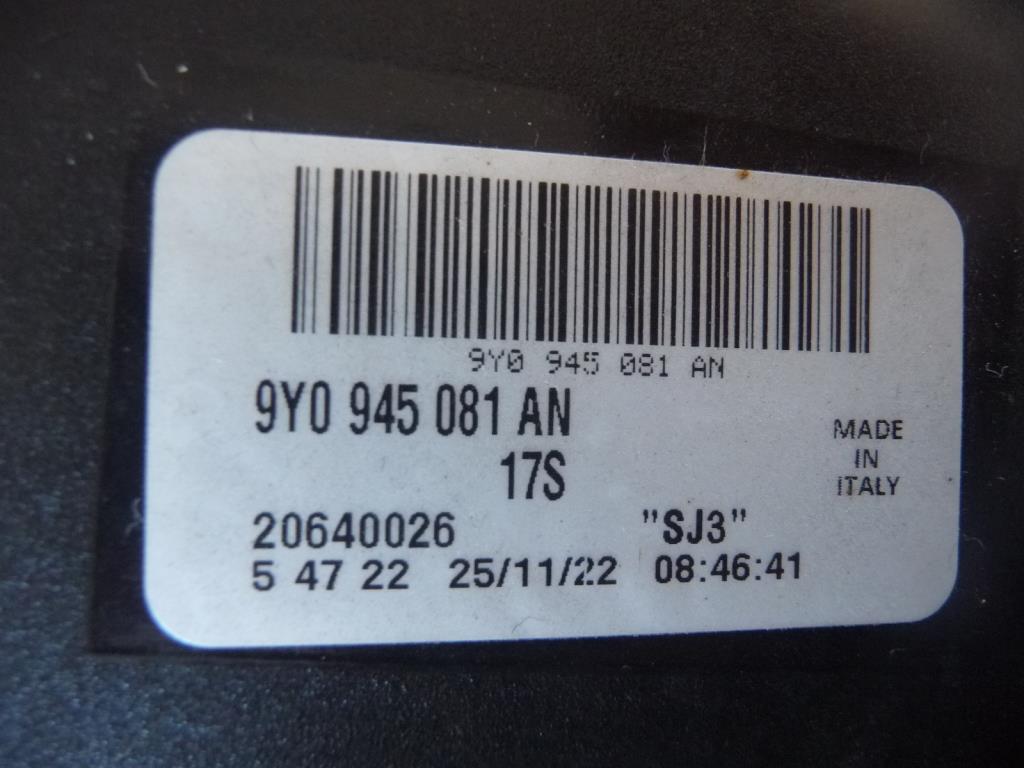 9Y0 945 081 AN
9Y0 945 081 AN
17S
MADE
IN
ITALY
20640026 "SJ3"
5 47 22 25/11/22 08:46:41